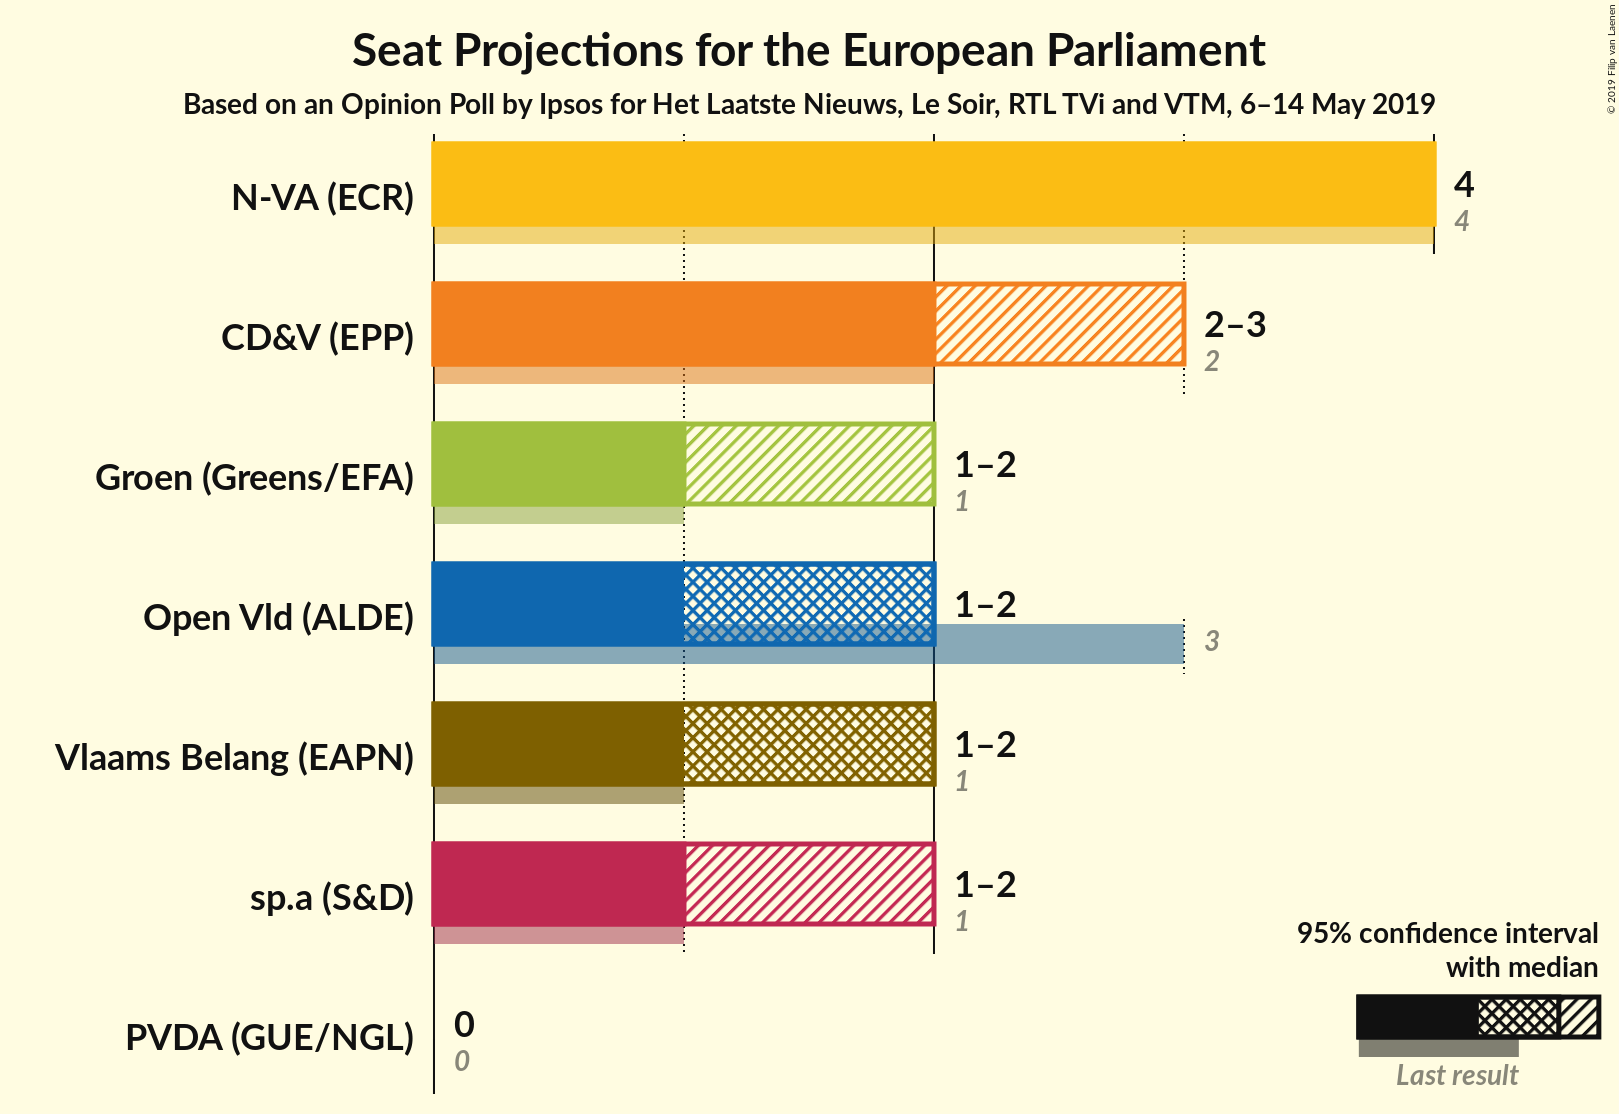 Seat Projections for the European Parliament
Based on an Opinion Poll by Ipsos for Het Laatste Nieuws, Le Soir, RTL TVi and VTM, 6–14 May 2019
© 2019 Filip van Laenen
N-VA (ECR)
4
4
CD&V (EPP)
2–3
2
Groen (Greens/EFA)
1–2
1
Open Vld (ALDE)
1–2
3
Vlaams Belang (EAPN)
1–2
1
sp.a (S&D)
1–2
1
PVDA (GUE/NGL)
0
0
95% confidence interval
with median
Last result